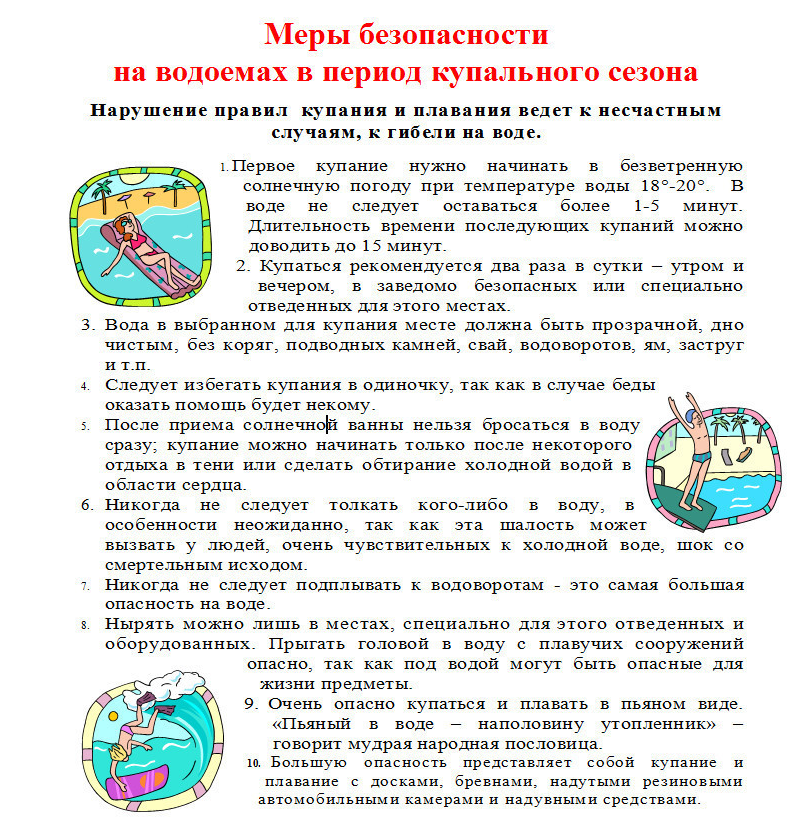 Меры безопасности
на водоемах в период купального сезона
Нарушение правил купания и плавания ведет к несчастным
случаям, к гибели на воде.
1. Первое купание нужно начинать в безветренную
солнечную погоду при температуре воды 18°-20°. В
воде не следует оставаться более 1-5 минут.
Длительность времени последующих купаний можно
доводить до 15 минут.
2. Купаться рекомендуется два раза в сутки – утром и
вечером, в заведомо безопасных или специально
отведенных для этого местах.
3. Вода в выбранном для купания месте должна быть прозрачной, дно
чистым, без коряг, подводных камней, свай, водоворотов, ям, заструг
и т.п.
4. Следует избегать купания в одиночку, так как в случае беды
оказать помощь будет некому.
5. После приема солнечной ванны нельзя бросаться в воду
сразу; купание можно начинать только после некоторого
отдыха в тени или сделать обтирание холодной водой в
области сердца.
6. Никогда не следует толкать кого-либо в воду, в
особенности неожиданно, так как эта шалость может
вызвать у людей, очень чувствительных к холодной воде, шок со
смертельным исходом.
7. Никогда не следует подплывать к водоворотам - это самая большая
опасность на воде.
8. Нырять можно лишь в местах, специально для этого отведенных и
оборудованных. Прыгать головой в воду с плавучих сооружений
опасно, так как под водой могут быть опасные для
жизни предметы.
9. Очень опасно купаться и плавать в пьяном виде.
«Пьяный в воде – наполовину утопленник» –
говорит мудрая народная пословица.
10. Большую опасность представляет собой купание и
плавание с досками, бревнами, надутыми резиновыми
автомобильными камерами и надувными средствами.